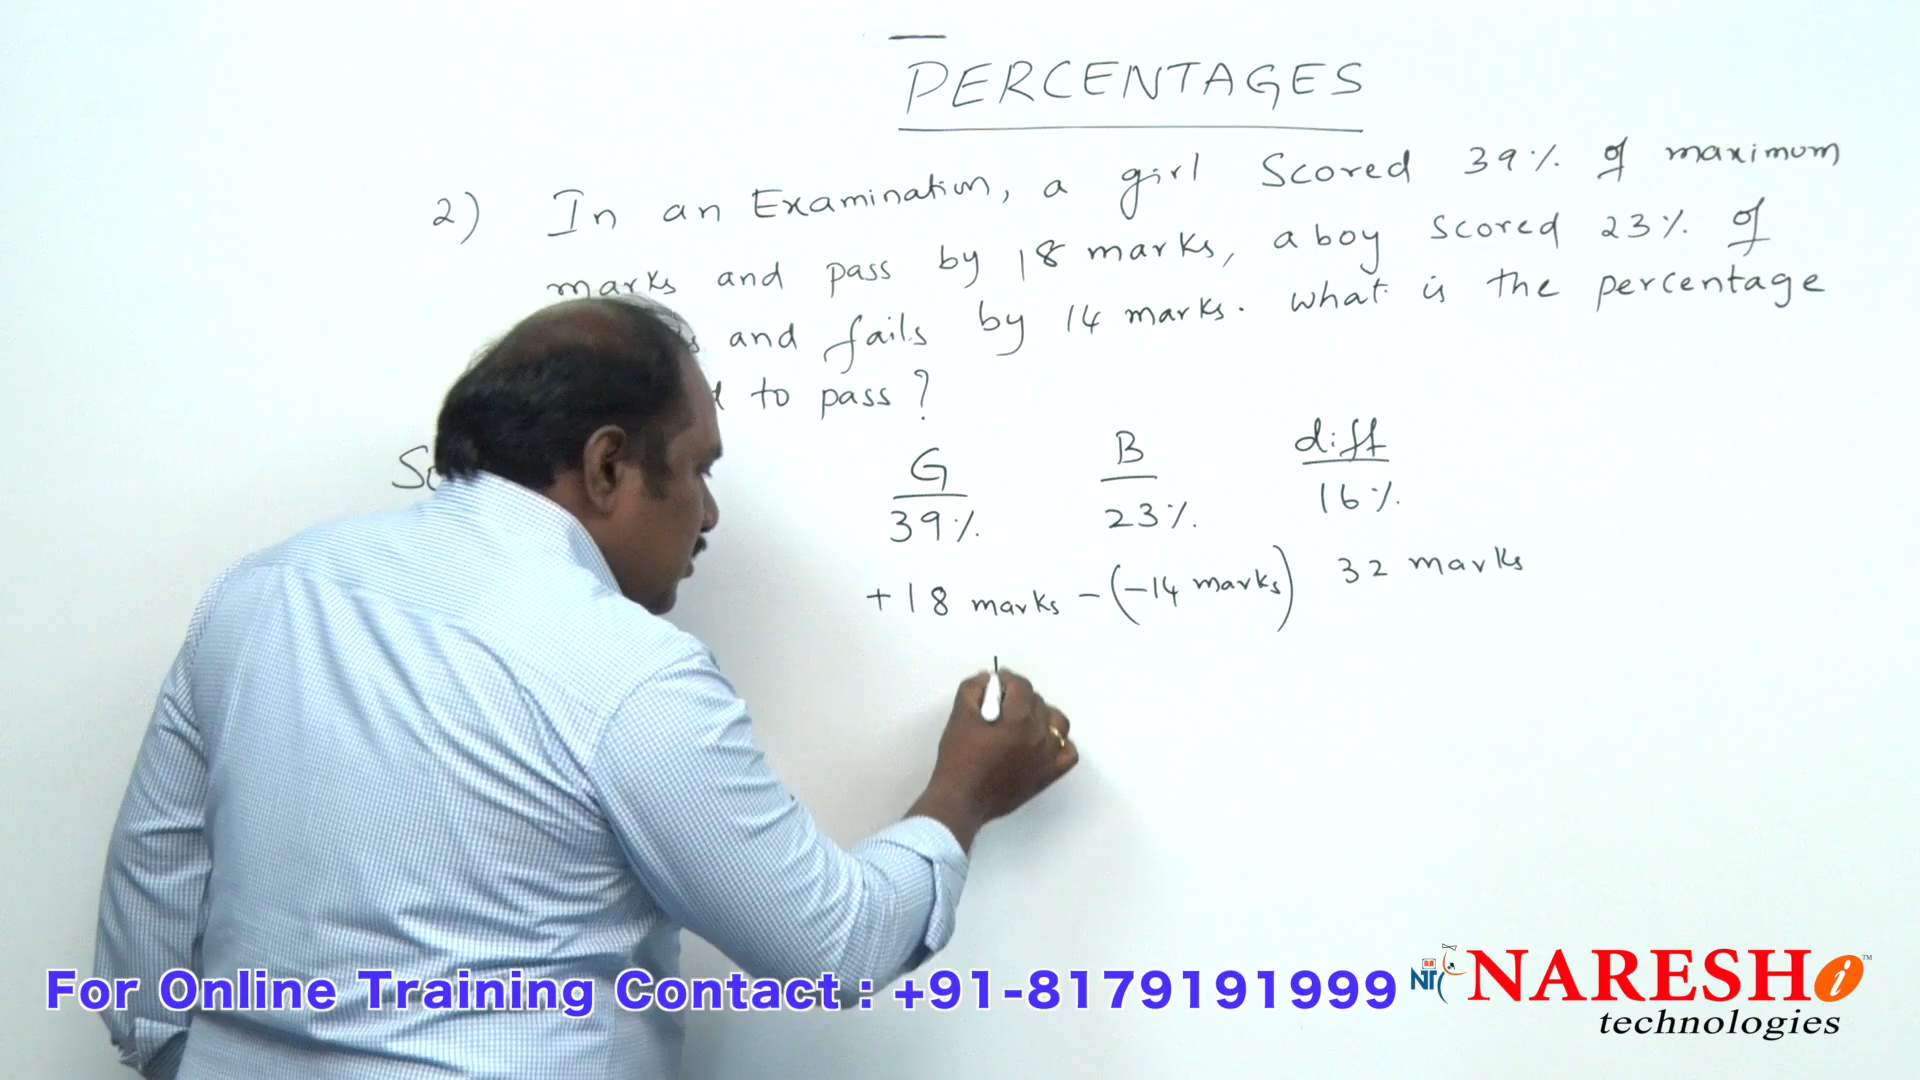 PERCENTAGES
2) In an Examination, a girl Scored 39% of maximum
marks and pass by 18 marks, a boy scored 23% of
and fails by 14 marks. what is the percentage
to pass?
G B diff
39% 23% 16%
+18 marks -(-14 marks) 32 marks
For Online Training Contact : +91-8179191999
NARESH i ™
technologies